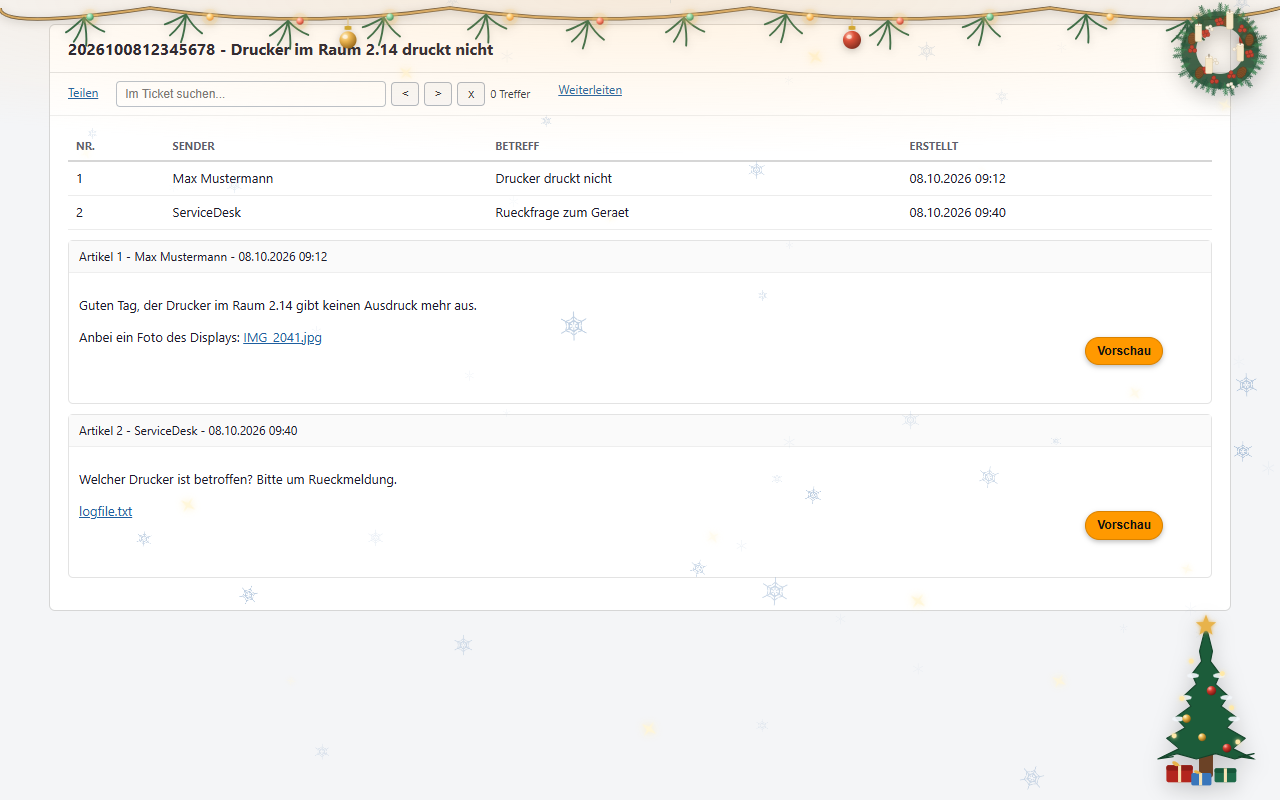 2026100812345678 - Drucker im Raum 2.14 druckt nicht
Teilen Im Ticket suchen... < > x 0 Treffer Weiterleiten
NR. SENDER BETREFF ERSTELLT
1 Max Mustermann Drucker druckt nicht 08.10.2026 09:12
2 ServiceDesk Rueckfrage zum Geraet 08.10.2026 09:40
Artikel 1 - Max Mustermann - 08.10.2026 09:12
Guten Tag, der Drucker im Raum 2.14 gibt keinen Ausdruck mehr aus.
Anbei ein Foto des Displays: IMG_2041.jpg
Vorschau
Artikel 2 - ServiceDesk - 08.10.2026 09:40
Welcher Drucker ist betroffen? Bitte um Rueckmeldung.
logfile.txt
Vorschau